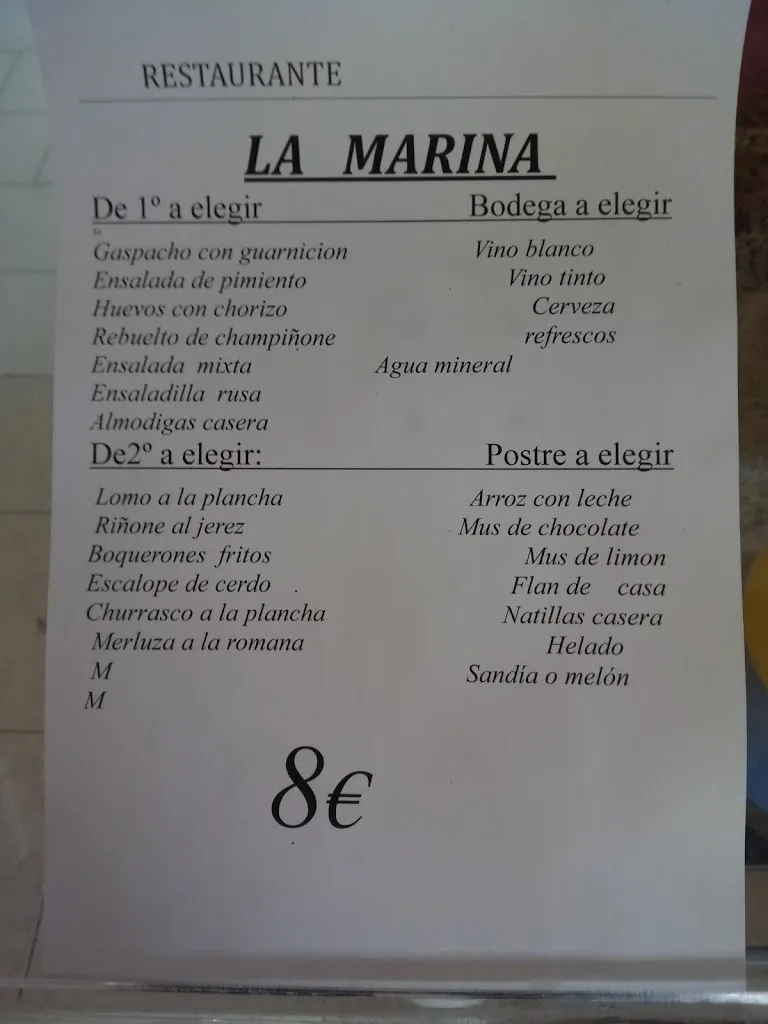 RESTAURANTE
LA MARINA
De 1º a elegir
Gaspacho con guarnicion
Ensalada de pimiento
Huevos con chorizo
Rebuelto de champiñone
Ensalada mixta
Ensaladilla rusa
Almodigas casera
Bodega a elegir
Vino blanco
Vino tinto
Cerveza
refrescos
Agua mineral
De2º a elegir:
Lomo a la plancha
Riñone al jerez
Boquerones fritos
Escalope de cerdo .
Churrasco a la plancha
Merluza a la romana
M
M
Postre a elegir
Arroz con leche
Mus de chocolate
Mus de limon
Flan de casa
Natillas casera
Helado
Sandía o melón
8€